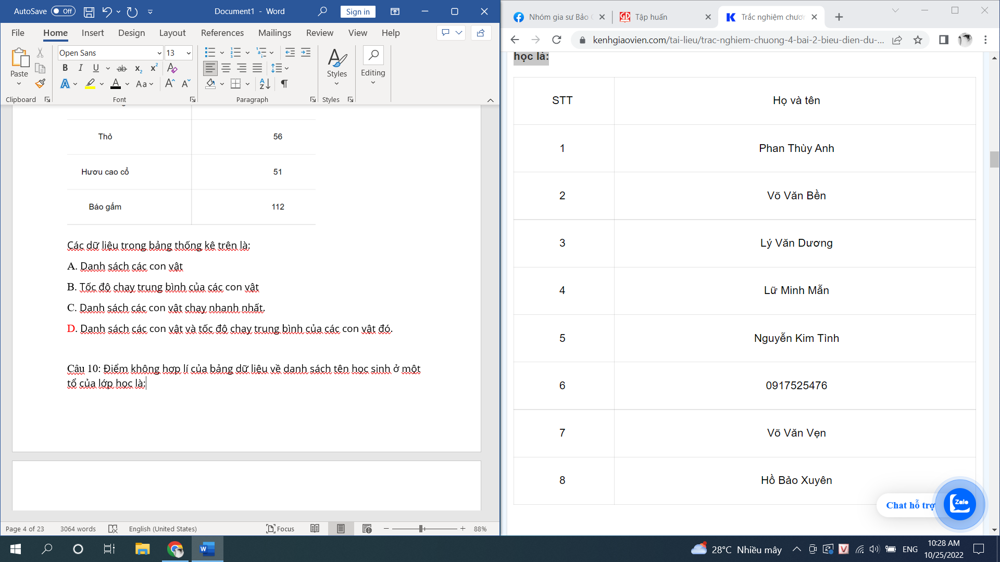 AutoSave Off Document1 - Word Sign in
File Home Insert Design Layout References Mailings Review View Help
Open Sans 13
Paste
Styles
Editing
Clipboard Font Paragraph Styles
Thỏ 56
Hươu cao cổ 51
Báo gấm 112
Các dữ liệu trong bảng thống kê trên là:
A. Danh sách các con vật
B. Tốc độ chạy trung bình của các con vật
C. Danh sách các con vật chạy nhanh nhất.
D. Danh sách các con vật và tốc độ chạy trung bình của các con vật đó.
Câu 10: Điểm không hợp lí của bảng dữ liệu về danh sách tên học sinh ở một
tổ của lớp học là:
Page 4 of 23 3064 words English (United States) Focus 88%
Nhóm gia sư Bảo Tập huấn Trắc nghiệm chươn
kenhgiaovien.com/tai-lieu/trac-nghiem-chuong-4-bai-2-bieu-dien-du-...
học là:
STT Họ và tên
1 Phan Thùy Anh
2 Võ Văn Bền
3 Lý Văn Dương
4 Lữ Minh Mẫn
5 Nguyễn Kim Tình
6 0917525476
7 Võ Văn Vẹn
8 Hồ Bảo Xuyên
Chat hỗ trợ
Zalo
28°C Nhiều mây ENG 10:28 AM
10/25/2022